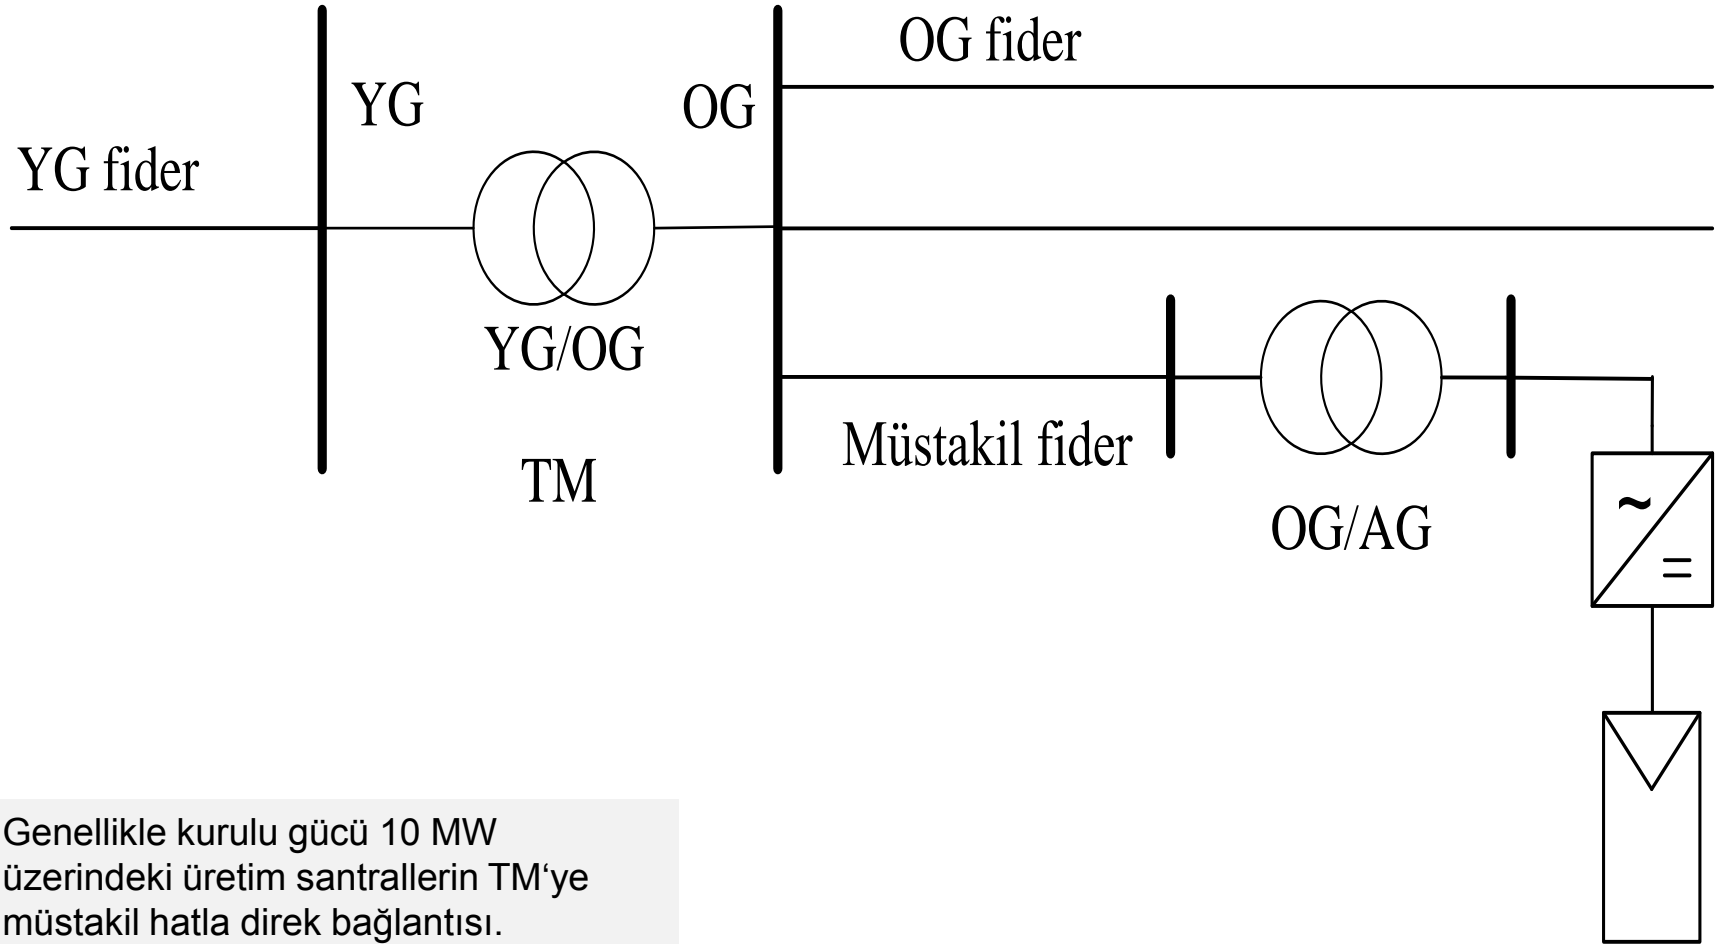 OG fider
YG
OG
YG fider
YG/OG
Müstakil fider
TM
OG/AG
~
=
Genellikle kurulu gücü 10 MW
üzerindeki üretim santrallerin TM‘ye
müstakil hatla direk bağlantısı.